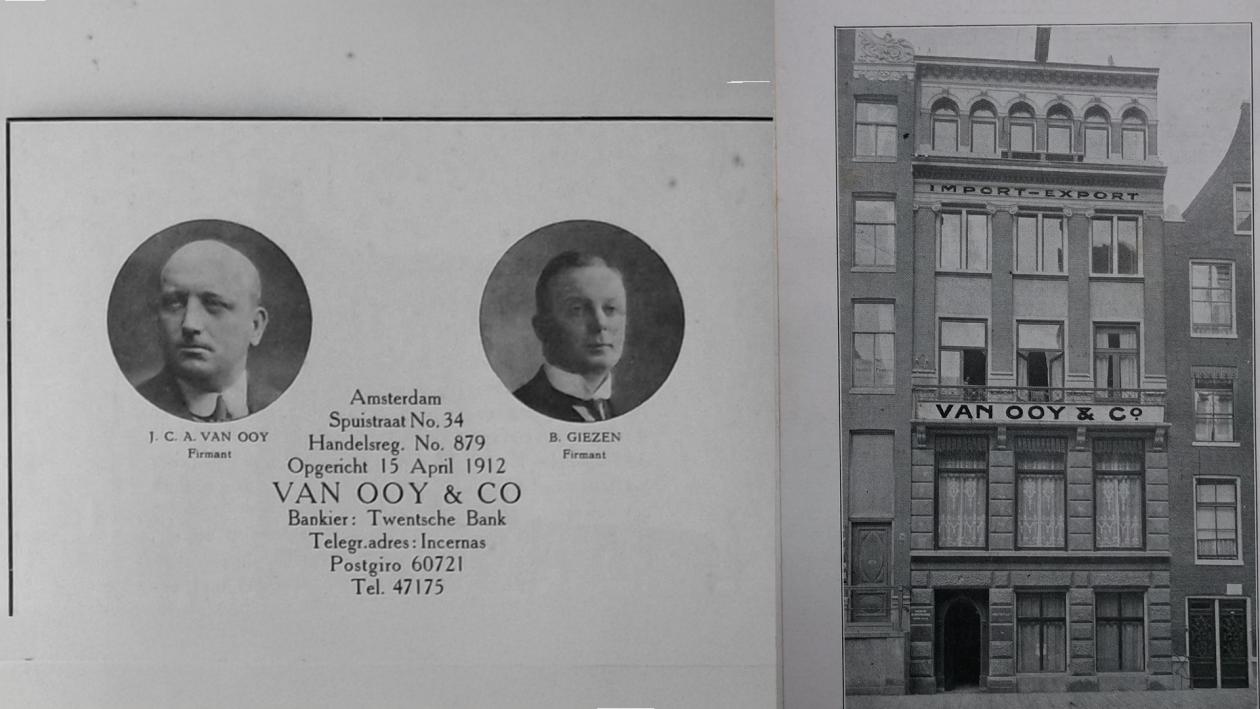 J. C. A. VAN OOY
Firmant
B. GIEZEN
Firmant
Amsterdam
Spuistraat No. 34
Handelsreg. No. 879
Opgericht 15 April 1912
VAN OOY & CO
Bankier: Twentsche Bank
Telegr.adres: Incernas
Postgiro 60721
Tel. 47175
IMPORT-EXPORT
VAN OOY & Co